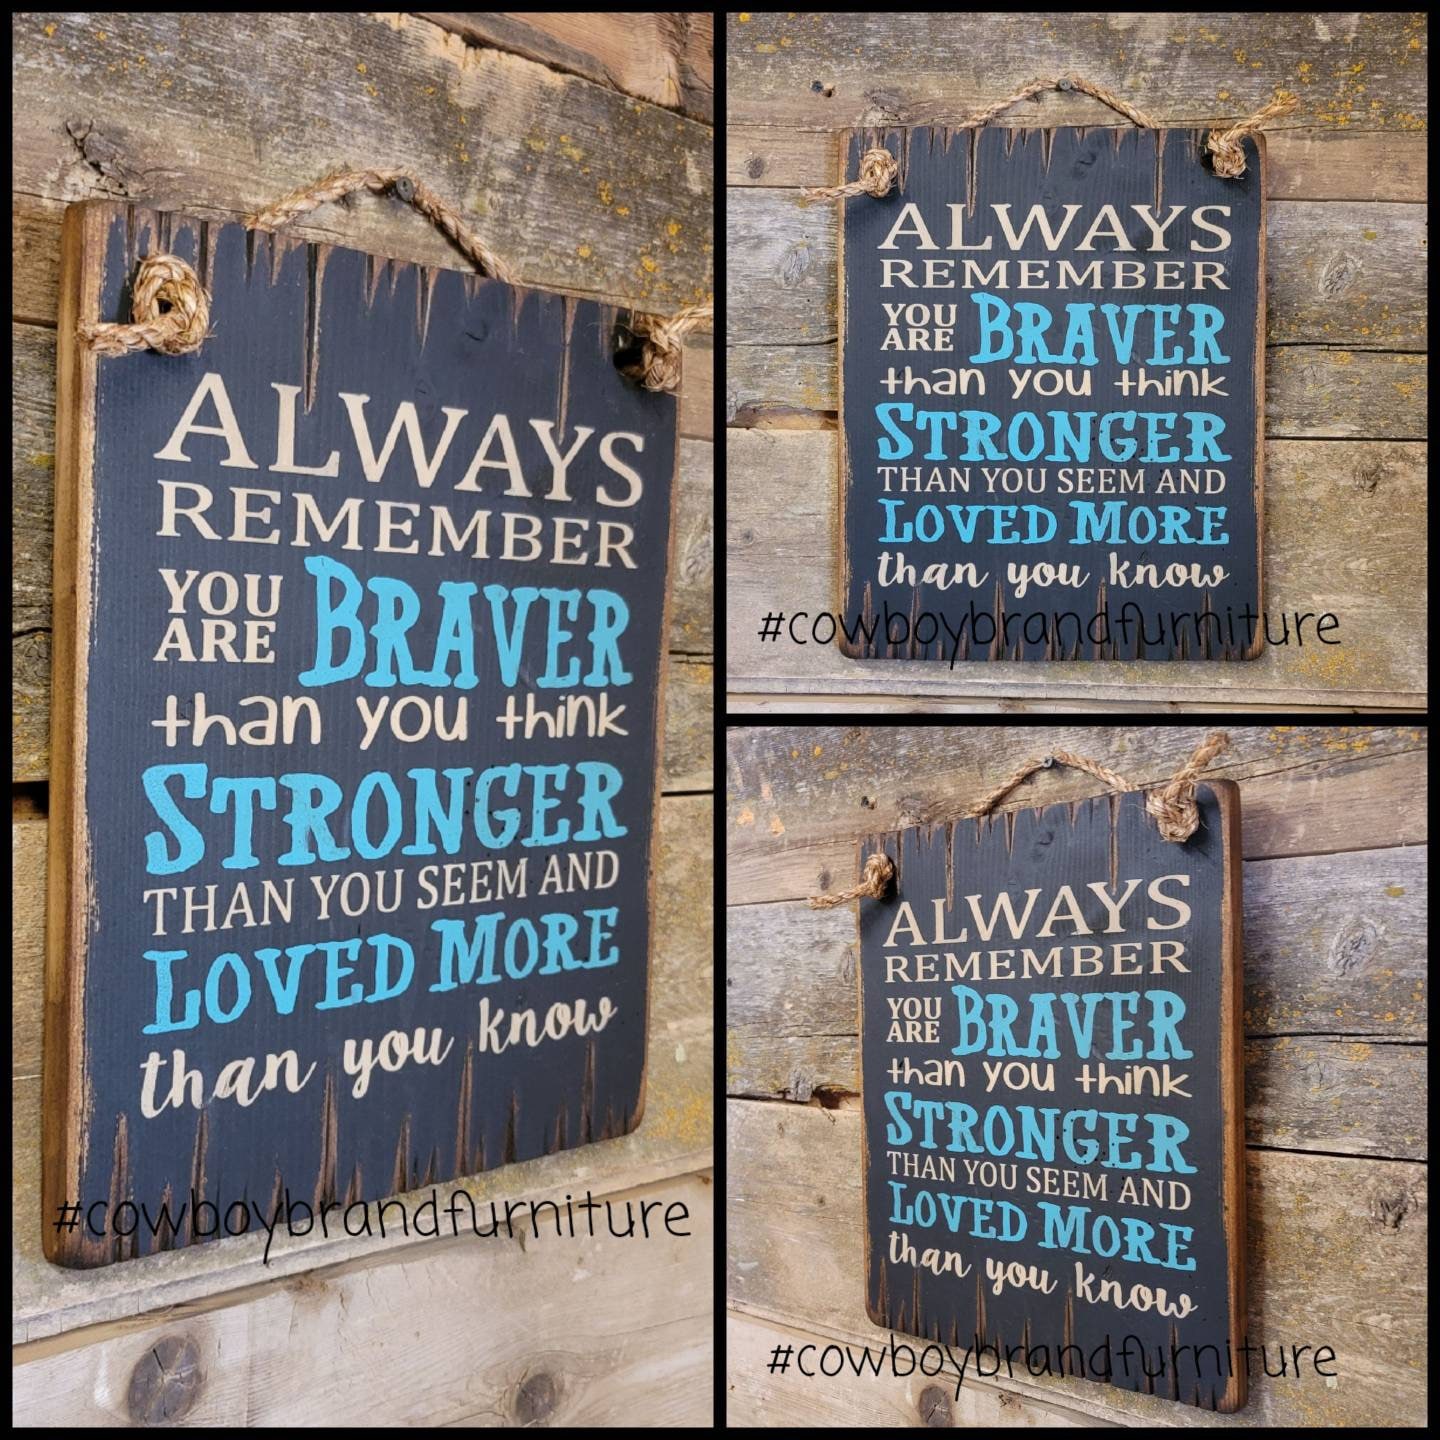 ALWAYS
REMEMBER
YOU
ARE BRAVER
than you think
STRONGER
THAN YOU SEEM AND
LOVED MORE
than you know
#cowboybrandfurniture
ALWAYS
REMEMBER
YOU
ARE BRAVER
than you think
STRONGER
THAN YOU SEEM AND
LOVED MORE
than you know
#cowboybrandfurniture
ALWAYS
REMEMBER
YOU
ARE BRAVER
than you think
STRONGER
THAN YOU SEEM AND
LOVED MORE
than you know
#cowboybrandfurniture